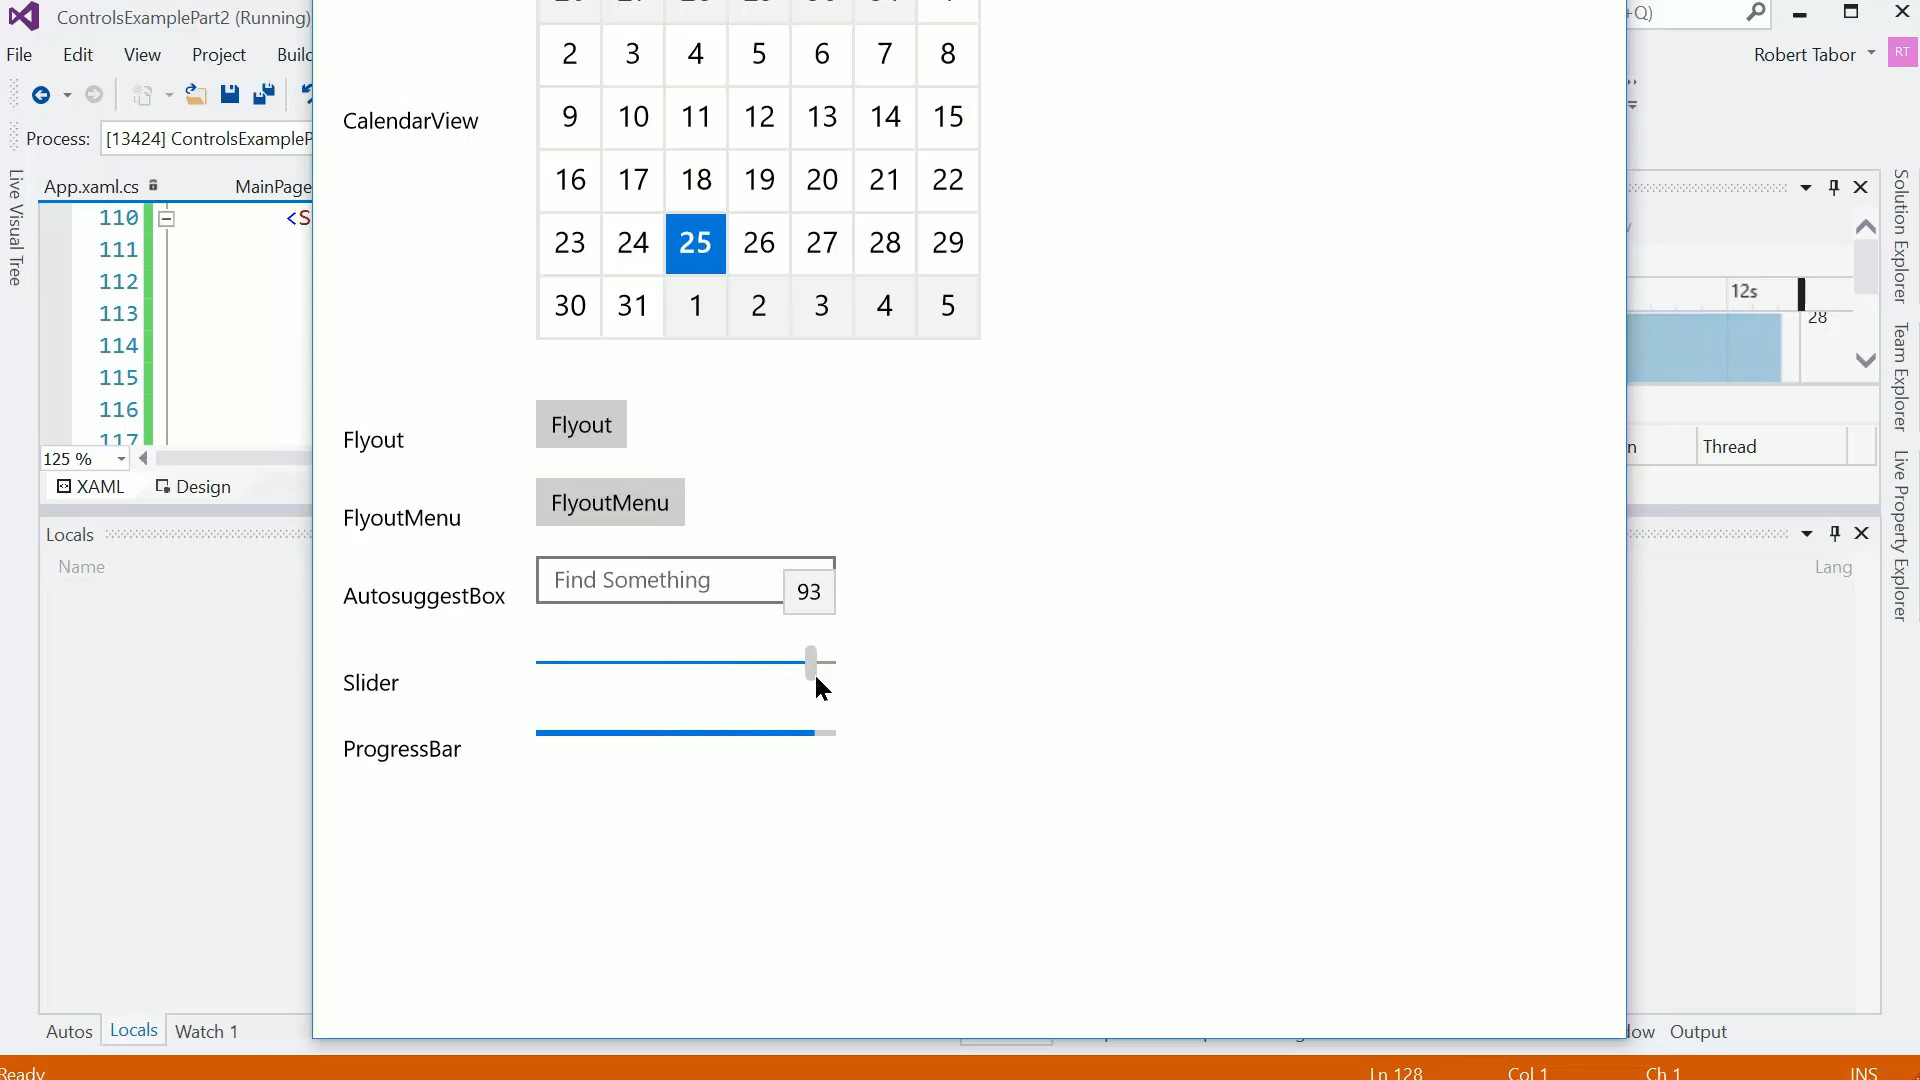 ControlsExamplePart2 (Running)
+Q)
File Edit View Project Build
Robert Tabor RT
Process: [13424] ControlsExampleP
App.xaml.cs MainPage
110 <S
111
112
113
114
115
116
117
125 %
XAML Design
Live Visual Tree
Locals
Name
Autos Locals Watch 1
CalendarView
2 3 4 5 6 7 8
9 10 11 12 13 14 15
16 17 18 19 20 21 22
23 24 25 26 27 28 29
30 31 1 2 3 4 5
Flyout Flyout
FlyoutMenu FlyoutMenu
AutosuggestBox Find Something
93
Slider
ProgressBar
12s
28
n Thread
Lang
Solution Explorer
Team Explorer
Live Property Explorer
dow Output
Ready Ln 128 Col 1 Ch 1 INS